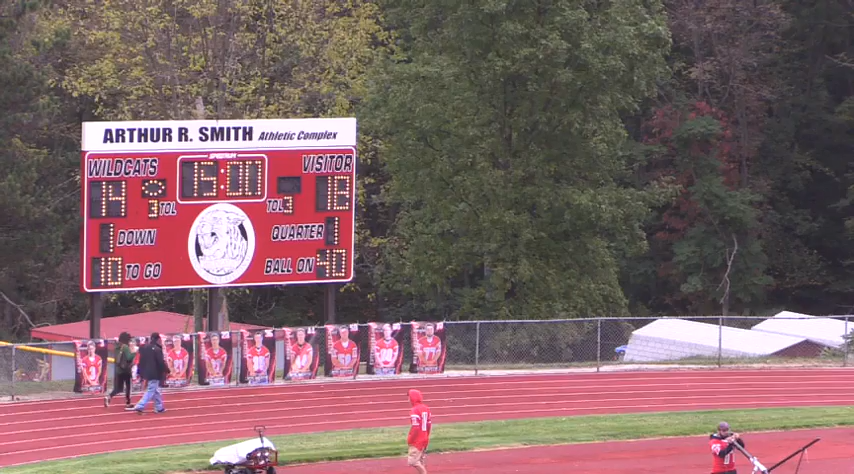 ARTHUR R. SMITH Athletic Complex
SPECTRUM
WILDCATS 15:00 VISITOR
14 18
3 TOL TOL 3
1 DOWN QUARTER 1
10 TO GO BALL ON 40